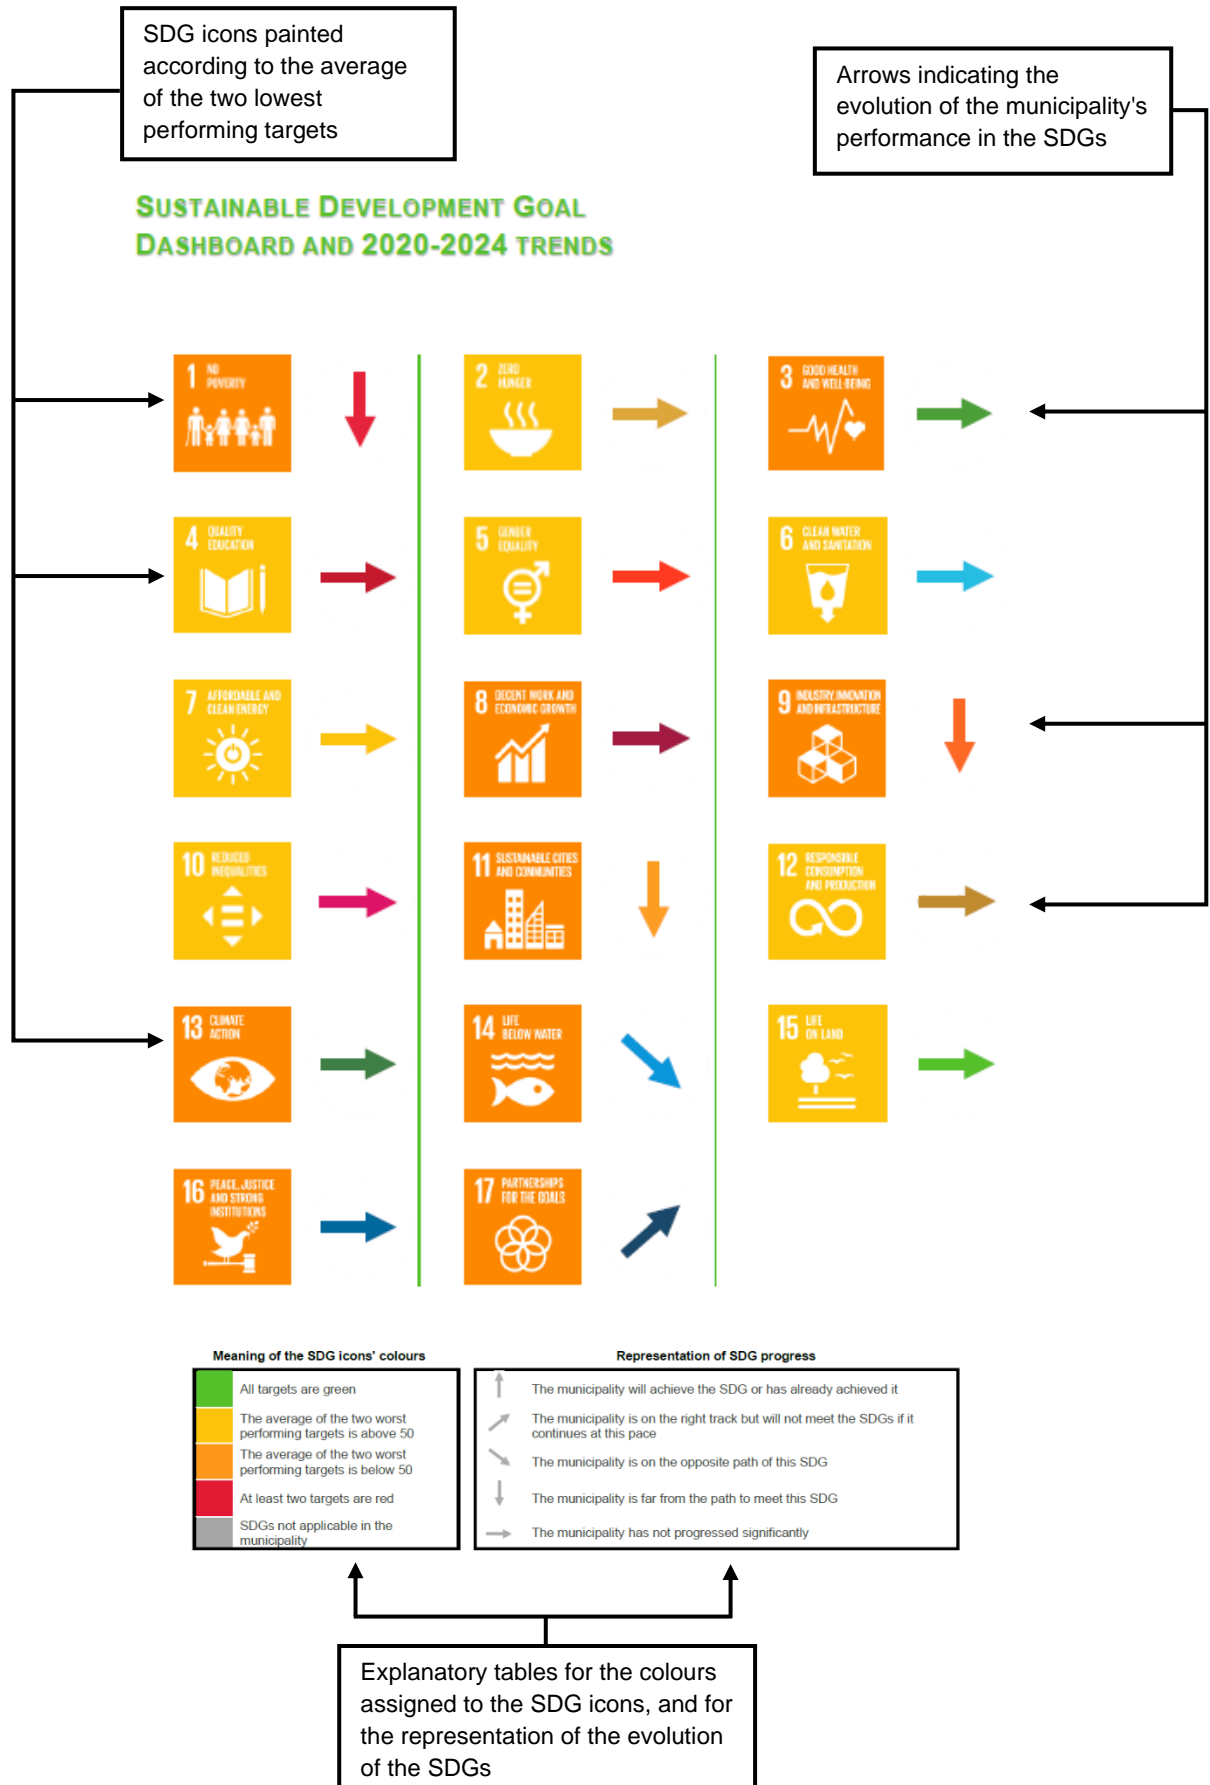 SDG icons painted
according to the average
of the two lowest
performing targets
Arrows indicating the
evolution of the municipality's
performance in the SDGs
SUSTAINABLE DEVELOPMENT GOAL
DASHBOARD AND 2020-2024 TRENDS
1 NO
POVERTY
2 ZERO
HUNGER
3 GOOD HEALTH
AND WELL-BEING
4 QUALITY
EDUCATION
5 GENDER
EQUALITY
6 CLEAN WATER
AND SANITATION
7 AFFORDABLE AND
CLEAN ENERGY
8 DECENT WORK AND
ECONOMIC GROWTH
9 INDUSTRY, INNOVATION
AND INFRASTRUCTURE
10 REDUCED
INEQUALITIES
11 SUSTAINABLE CITIES
AND COMMUNITIES
12 RESPONSIBLE
CONSUMPTION
AND PRODUCTION
13 CLIMATE
ACTION
14 LIFE
BELOW WATER
15 LIFE
ON LAND
16 PEACE, JUSTICE
AND STRONG
INSTITUTIONS
17 PARTNERSHIPS
FOR THE GOALS
Meaning of the SDG icons' colours
All targets are green
The average of the two worst
performing targets is above 50
The average of the two worst
performing targets is below 50
At least two targets are red
SDGs not applicable in the
municipality
Representation of SDG progress
The municipality will achieve the SDG or has already achieved it
The municipality is on the right track but will not meet the SDGs if it
continues at this pace
The municipality is on the opposite path of this SDG
The municipality is far from the path to meet this SDG
The municipality has not progressed significantly
Explanatory tables for the colours
assigned to the SDG icons, and for
the representation of the evolution
of the SDGs